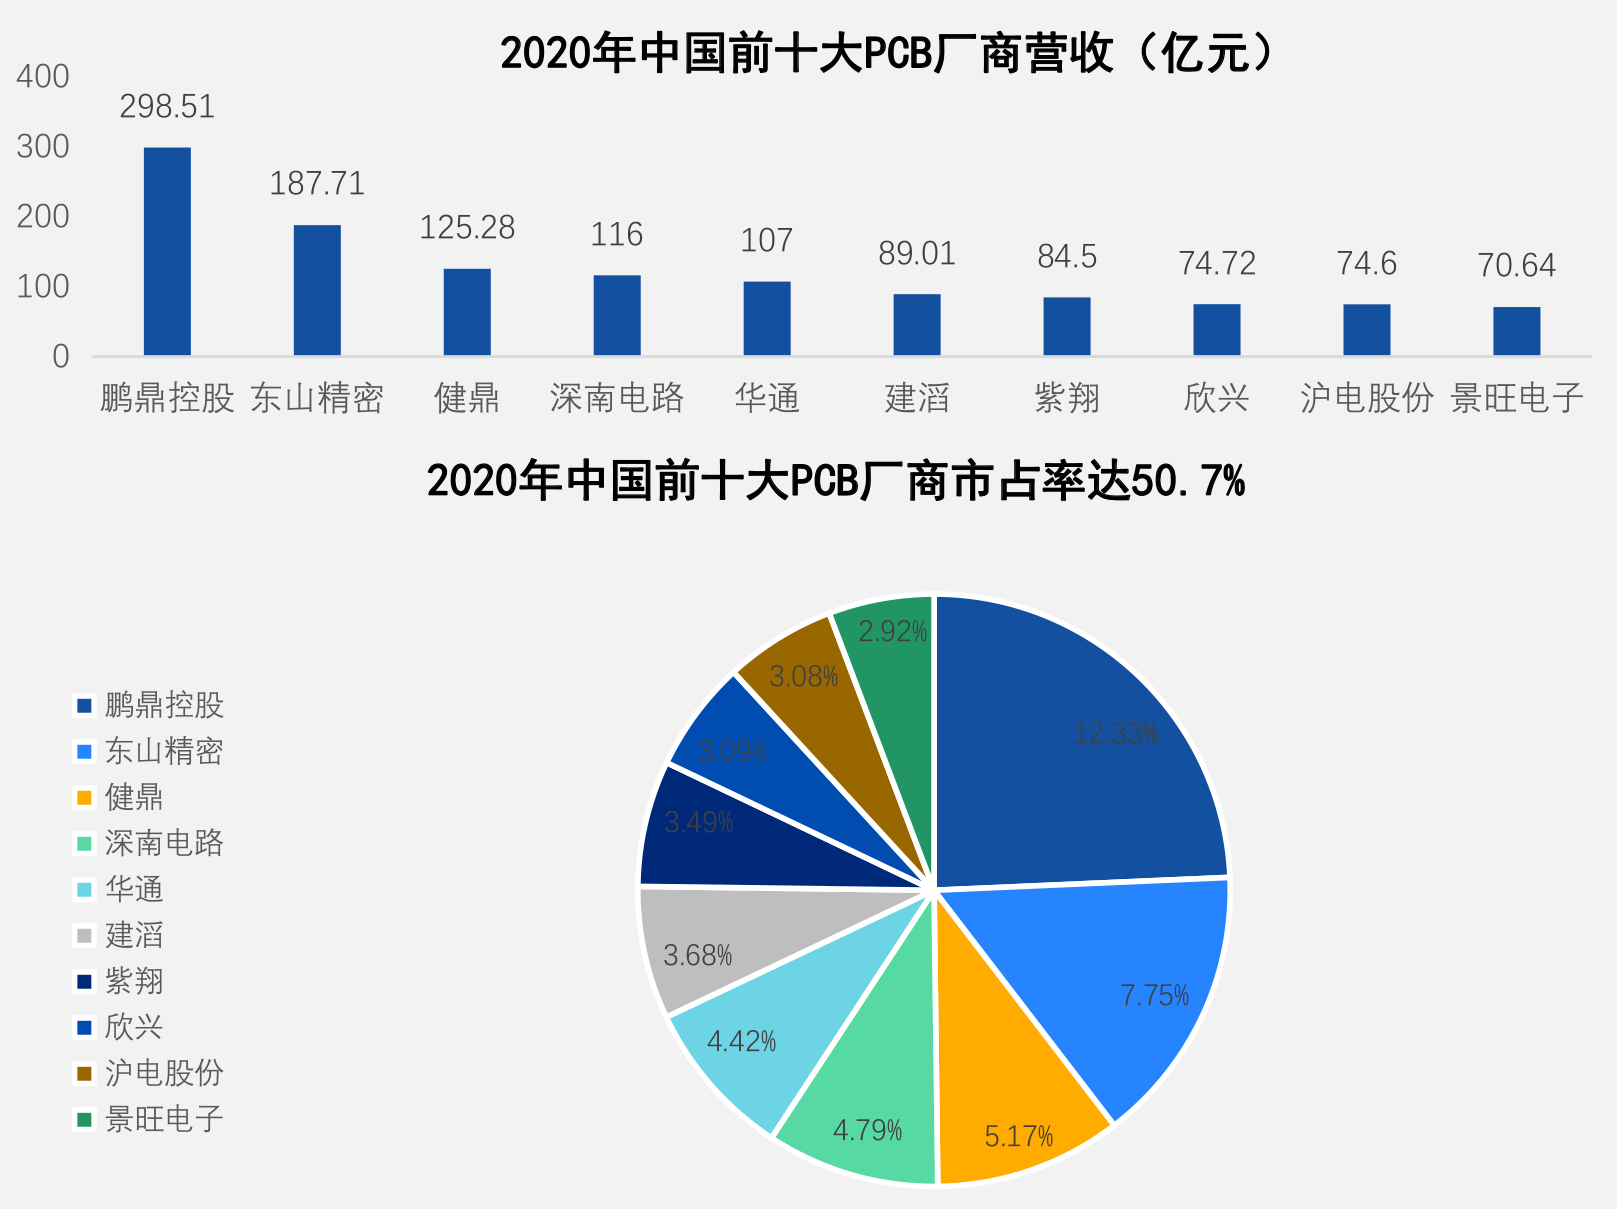 2020年中国前十大PCB厂商营收（亿元）
400
300
200
100
0
298.51
187.71
125.28
116
107
89.01
84.5
74.72
74.6
70.64
鹏鼎控股 东山精密 健鼎 深南电路 华通 建滔 紫翔 欣兴 沪电股份 景旺电子
2020年中国前十大PCB厂商市占率达50.7%
鹏鼎控股
东山精密
健鼎
深南电路
华通
建滔
紫翔
欣兴
沪电股份
景旺电子
12.33%
7.75%
5.17%
4.79%
4.42%
3.68%
3.49%
3.09%
3.08%
2.92%